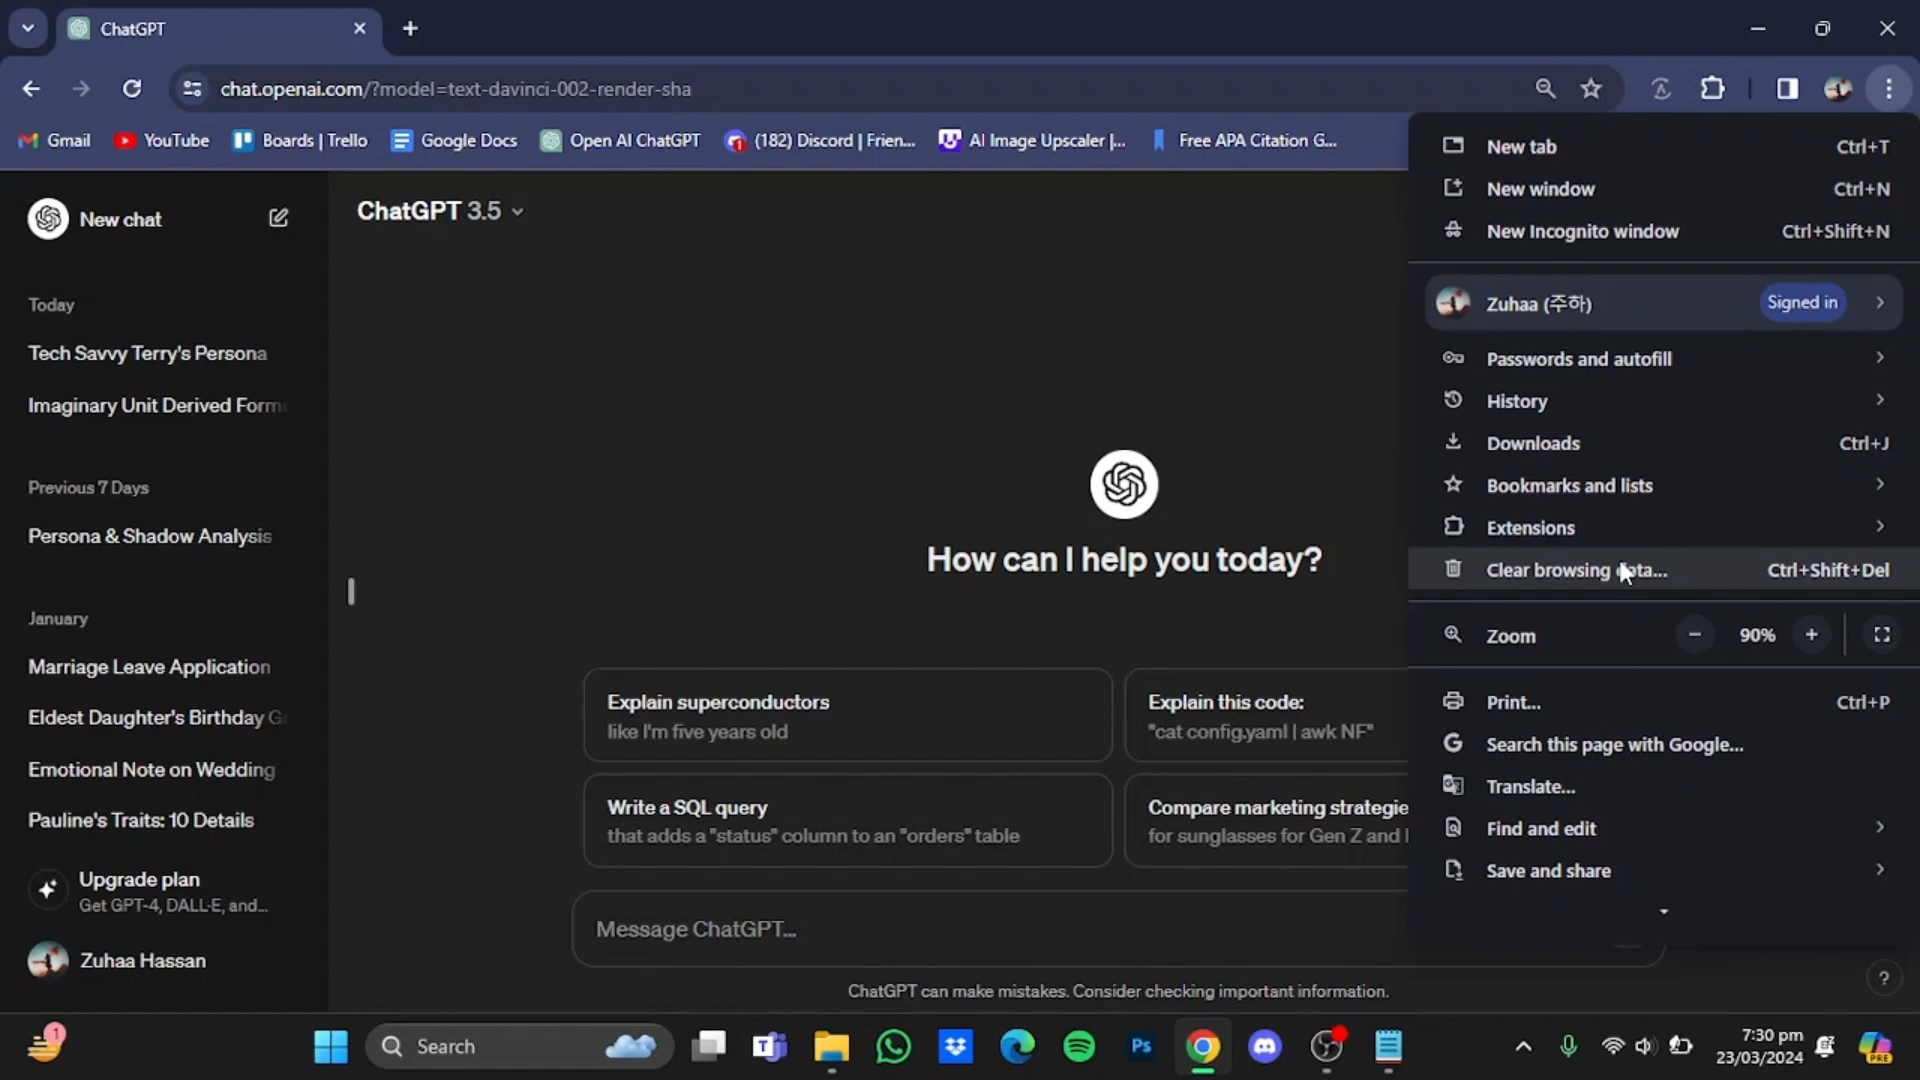 ChatGPT
chat.openai.com/?model=text-davinci-002-render-sha
Gmail
YouTube
Boards | Trello
Google Docs
Open AI ChatGPT
(182) Discord | Frien...
AI Image Upscaler |...
Free APA Citation G...
New chat
Today
Tech Savvy Terry's Persona
Imaginary Unit Derived Form
Previous 7 Days
Persona & Shadow Analysis
January
Marriage Leave Application
Eldest Daughter's Birthday G
Emotional Note on Wedding
Pauline's Traits: 10 Details
Upgrade plan
Get GPT-4, DALL·E, and...
Zuhaa Hassan
ChatGPT 3.5
How can I help you today?
Explain superconductors
like I'm five years old
Explain this code:
"cat config.yaml | awk NF"
Write a SQL query
that adds a "status" column to an "orders" table
Compare marketing strategie
for sunglasses for Gen Z and
Message ChatGPT...
ChatGPT can make mistakes. Consider checking important information.
New tab Ctrl+T
New window Ctrl+N
New Incognito window Ctrl+Shift+N
Zuhaa (주하) Signed in
Passwords and autofill
History
Downloads Ctrl+J
Bookmarks and lists
Extensions
Clear browsing data... Ctrl+Shift+Del
Zoom - 90% +
Print... Ctrl+P
Search this page with Google...
Translate...
Find and edit
Save and share
?
1
Search
Ps
7:30 pm
23/03/2024
PRE